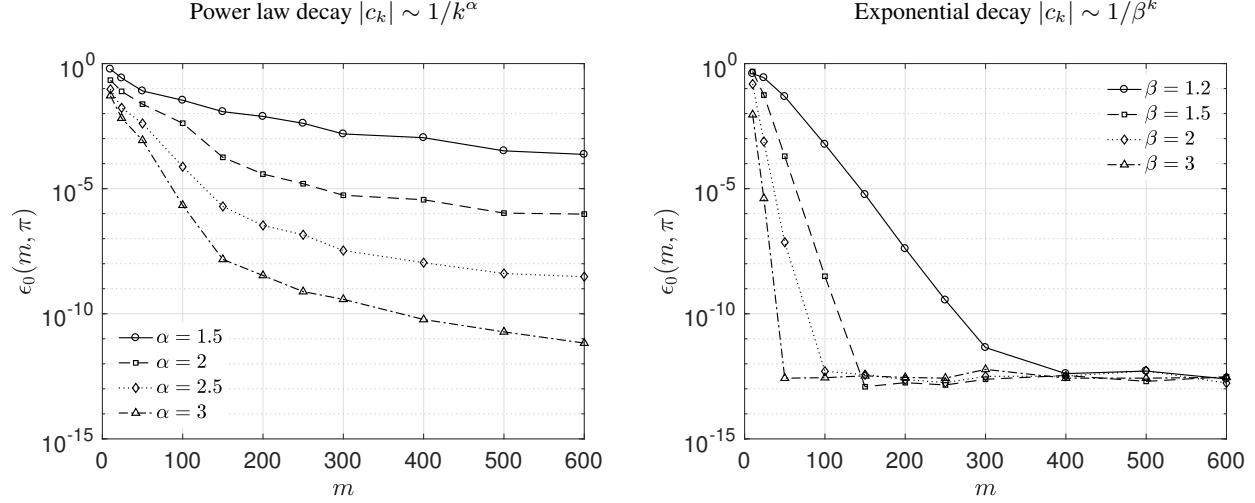 Power law decay |c_k| ∼ 1/k^α
ϵ_0(m, π)
10^0
10^{-5}
10^{-10}
10^{-15}
α = 1.5
α = 2
α = 2.5
α = 3
0 100 200 300 400 500 600
m
Exponential decay |c_k| ∼ 1/β^k
ϵ_0(m, π)
10^0
10^{-5}
10^{-10}
10^{-15}
β = 1.2
β = 1.5
β = 2
β = 3
0 100 200 300 400 500 600
m